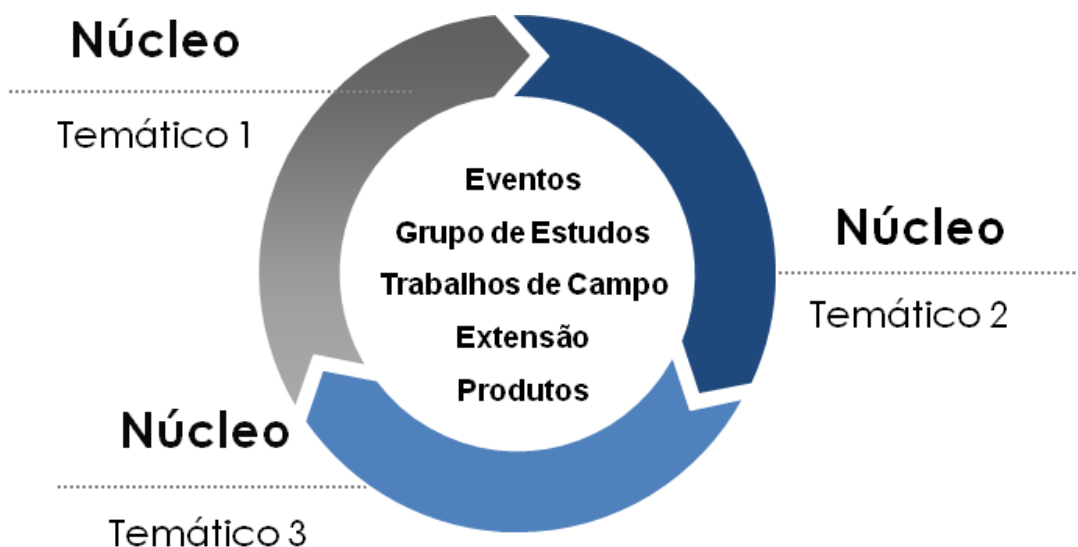 Núcleo
Temático 1
Eventos
Grupo de Estudos
Trabalhos de Campo
Extensão
Produtos
Núcleo
Temático 2
Núcleo
Temático 3